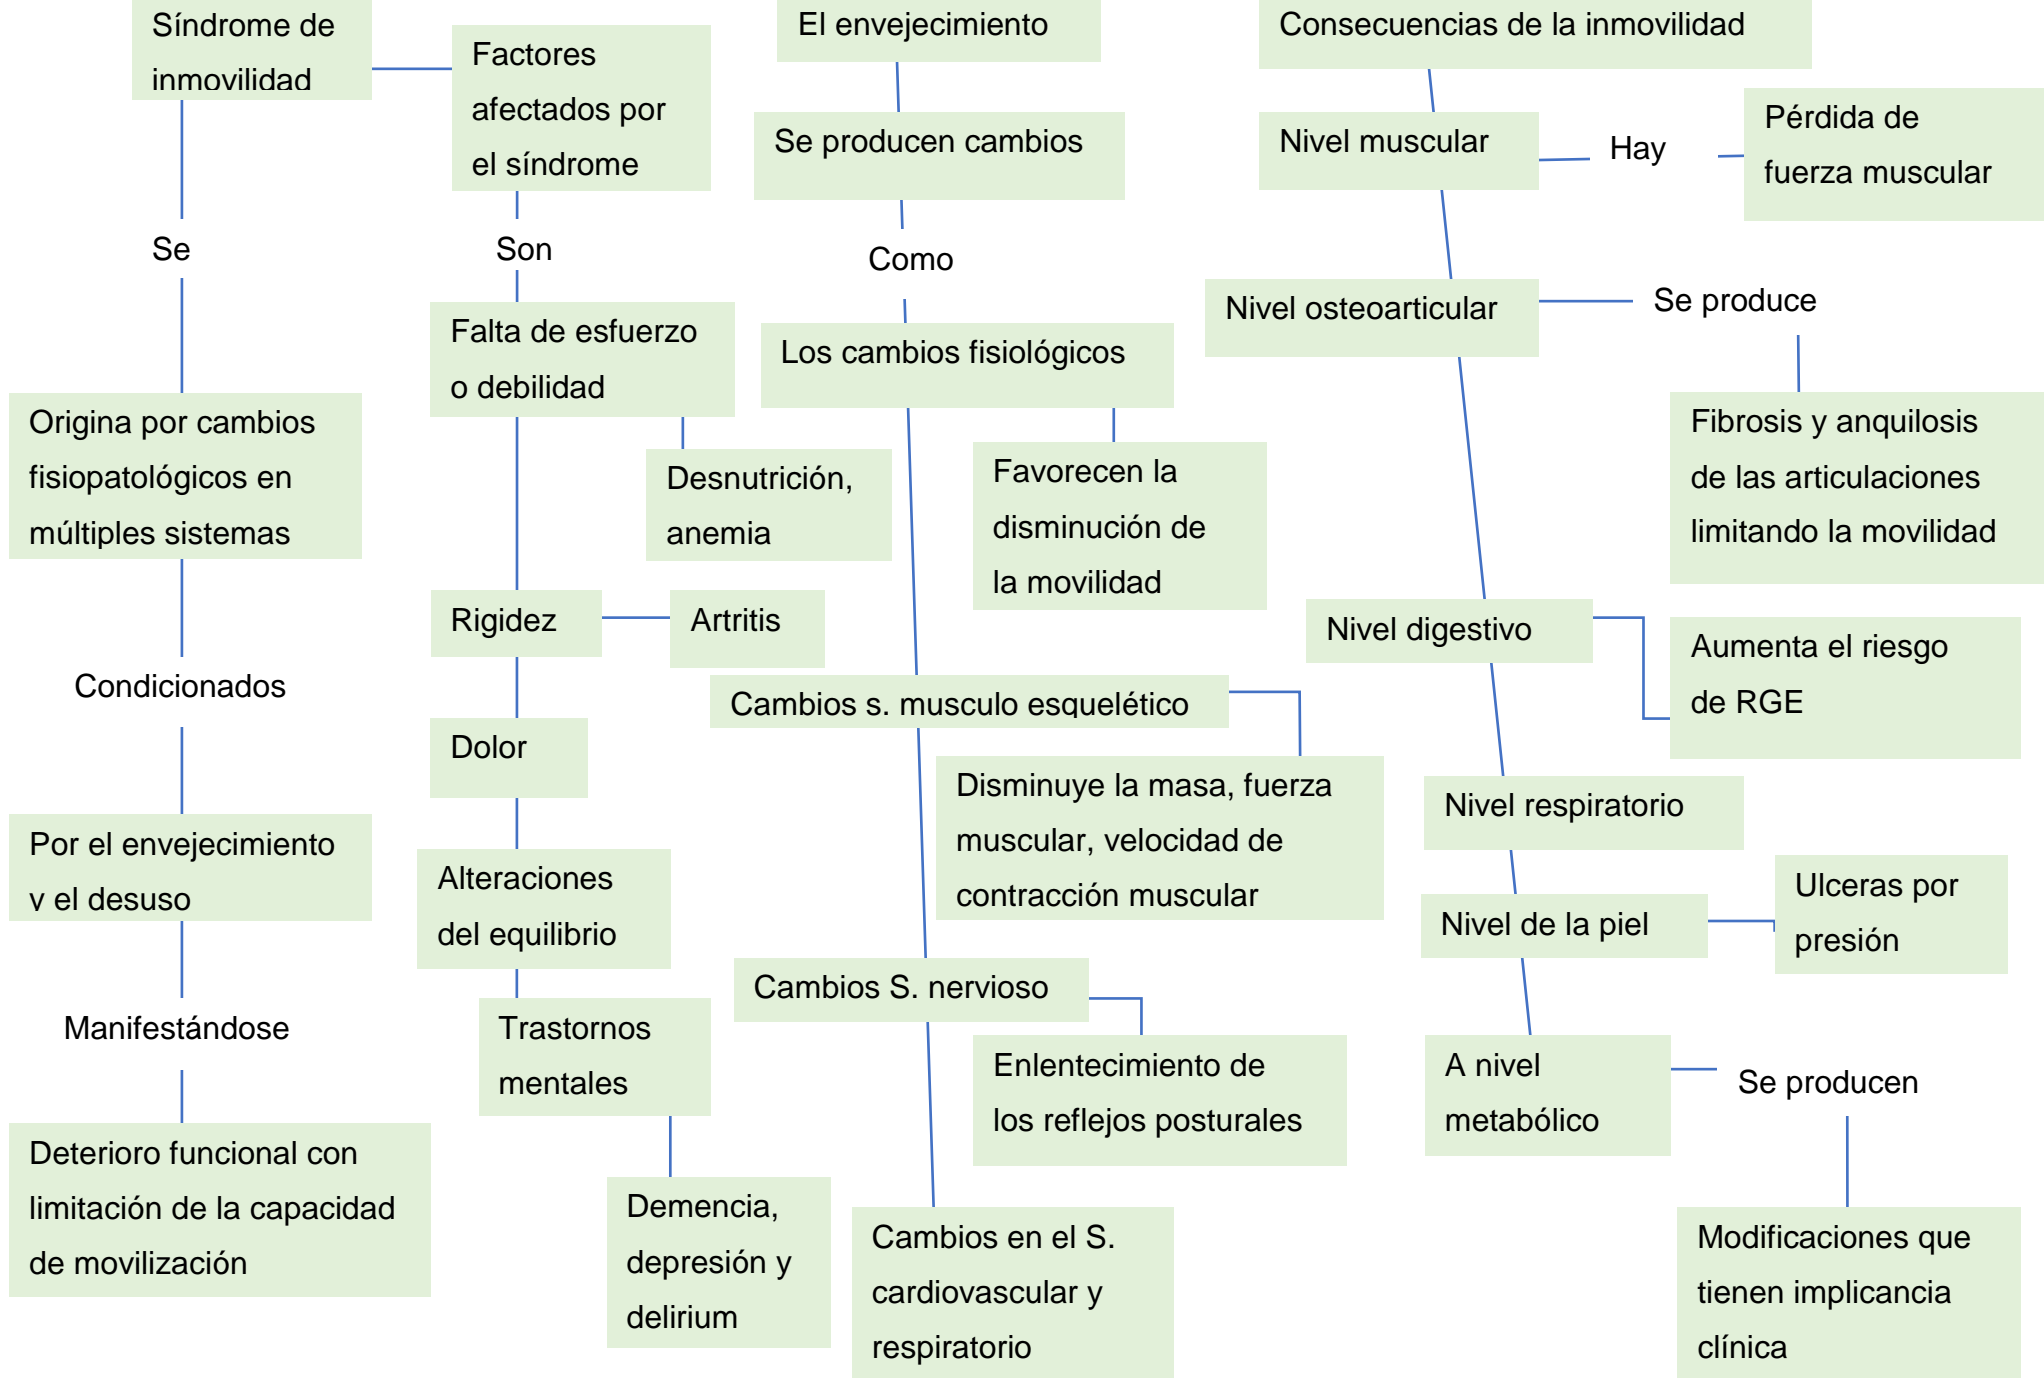 Síndrome de
inmovilidad
Se
Origina por cambios
fisiopatológicos en
múltiples sistemas
Condicionados
Por el envejecimiento
y el desuso
Manifestándose
Deterioro funcional con
limitación de la capacidad
de movilización
Factores
afectados por
el síndrome
Son
Falta de esfuerzo
o debilidad
Desnutrición,
anemia
Rigidez
Artritis
Dolor
Alteraciones
del equilibrio
Trastornos
mentales
Demencia,
depresión y
delirium
El envejecimiento
Se producen cambios
Como
Los cambios fisiológicos
Favorecen la
disminución de
la movilidad
Cambios s. musculo esquelético
Disminuye la masa, fuerza
muscular, velocidad de
contracción muscular
Cambios S. nervioso
Enlentecimiento de
los reflejos posturales
Cambios en el S.
cardiovascular y
respiratorio
Consecuencias de la inmovilidad
Nivel muscular
Hay
Pérdida de
fuerza muscular
Nivel osteoarticular
Se produce
Fibrosis y anquilosis
de las articulaciones
limitando la movilidad
Nivel digestivo
Aumenta el riesgo
de RGE
Nivel respiratorio
Nivel de la piel
Ulceras por
presión
A nivel
metabólico
Se producen
Modificaciones que
tienen implicancia
clínica